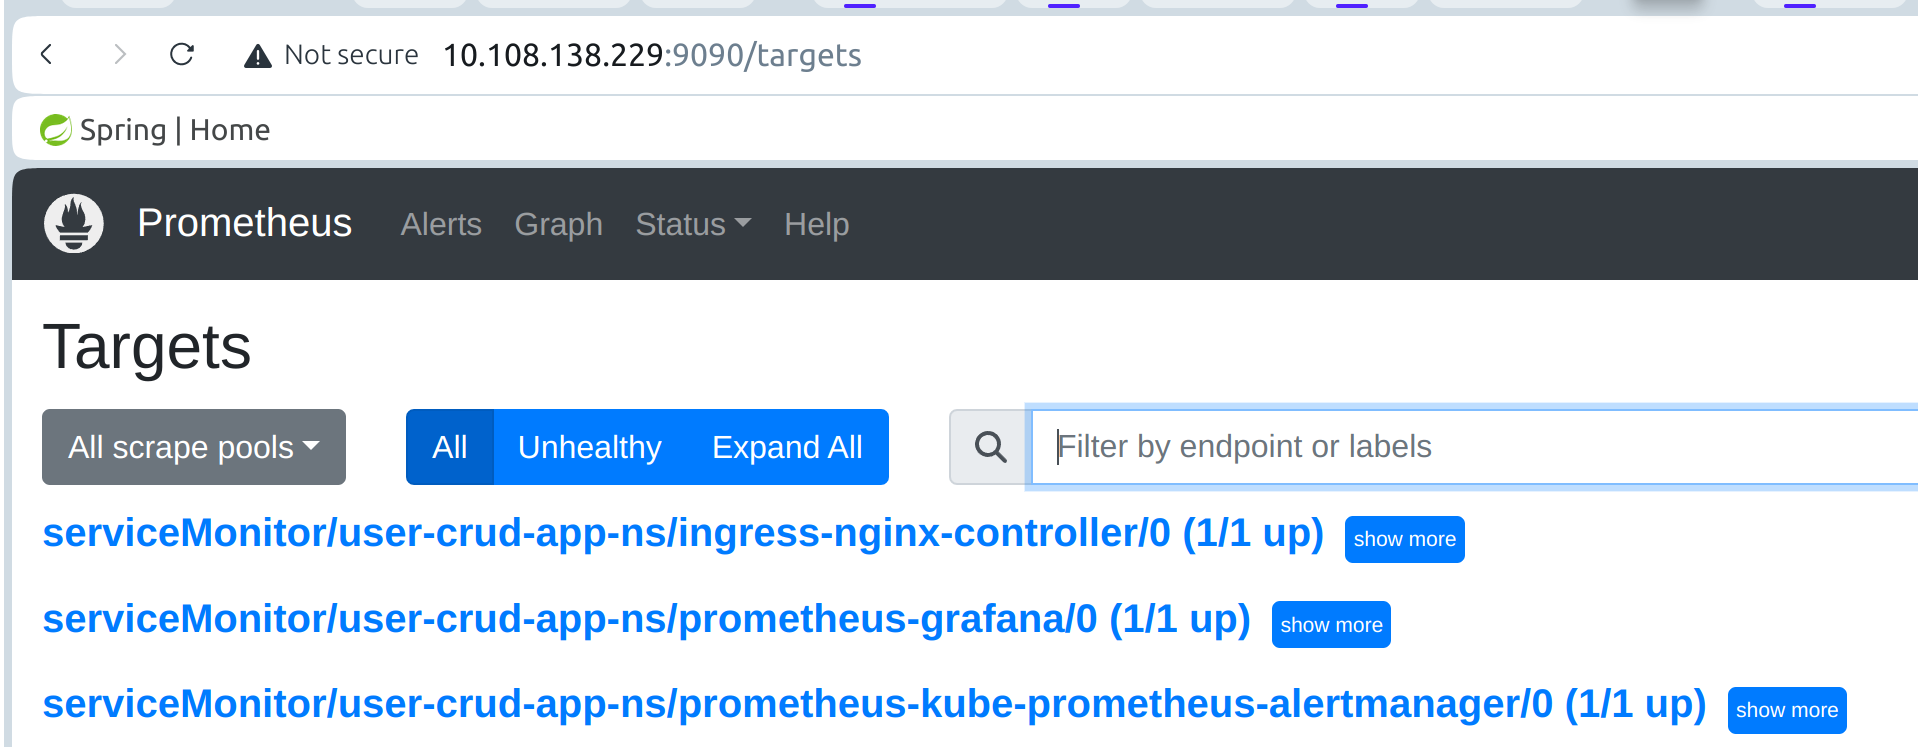 Not secure 10.108.138.229:9090/targets
Spring | Home
Prometheus Alerts Graph Status Help
Targets
All scrape pools All Unhealthy Expand All Filter by endpoint or labels
serviceMonitor/user-crud-app-ns/ingress-nginx-controller/0 (1/1 up) show more
serviceMonitor/user-crud-app-ns/prometheus-grafana/0 (1/1 up) show more
serviceMonitor/user-crud-app-ns/prometheus-kube-prometheus-alertmanager/0 (1/1 up) show more